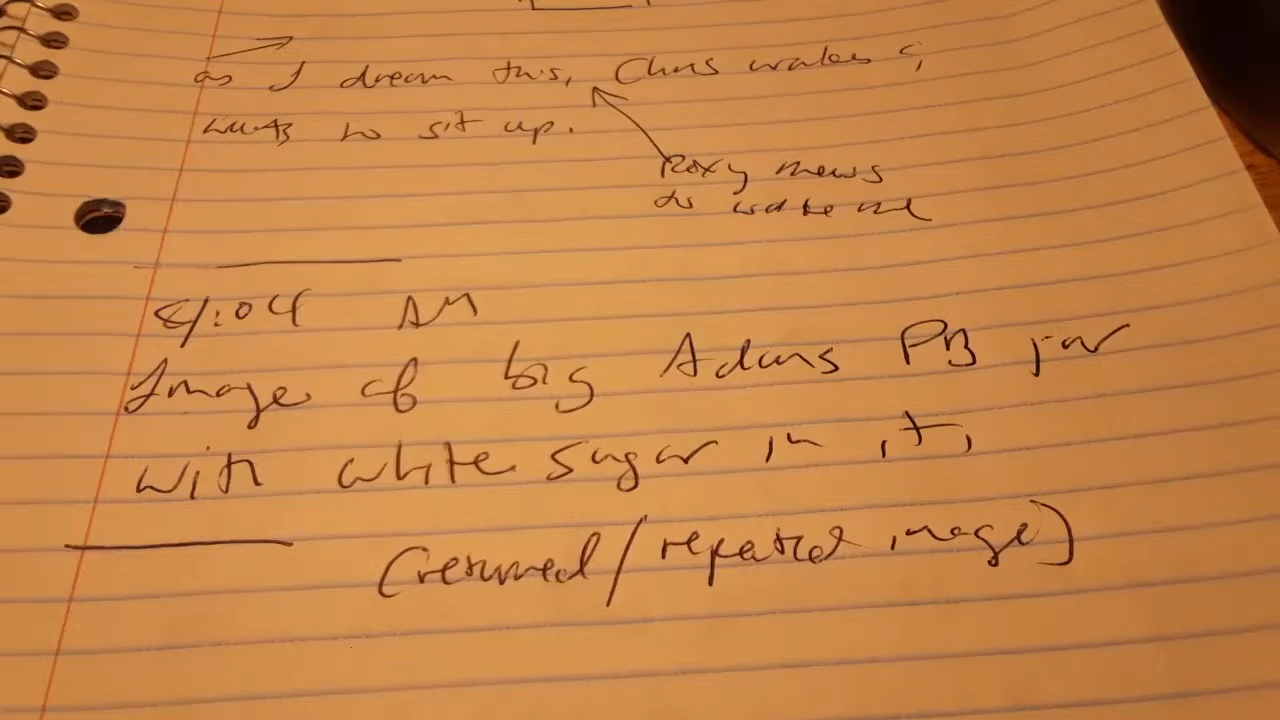 as I dream this, Chris wakes &
wants to sit up.
Roxy mews
to wake me
4:04 AM
Image of big Adams PB jar
with white sugar in it,
(resumed/repeated image)